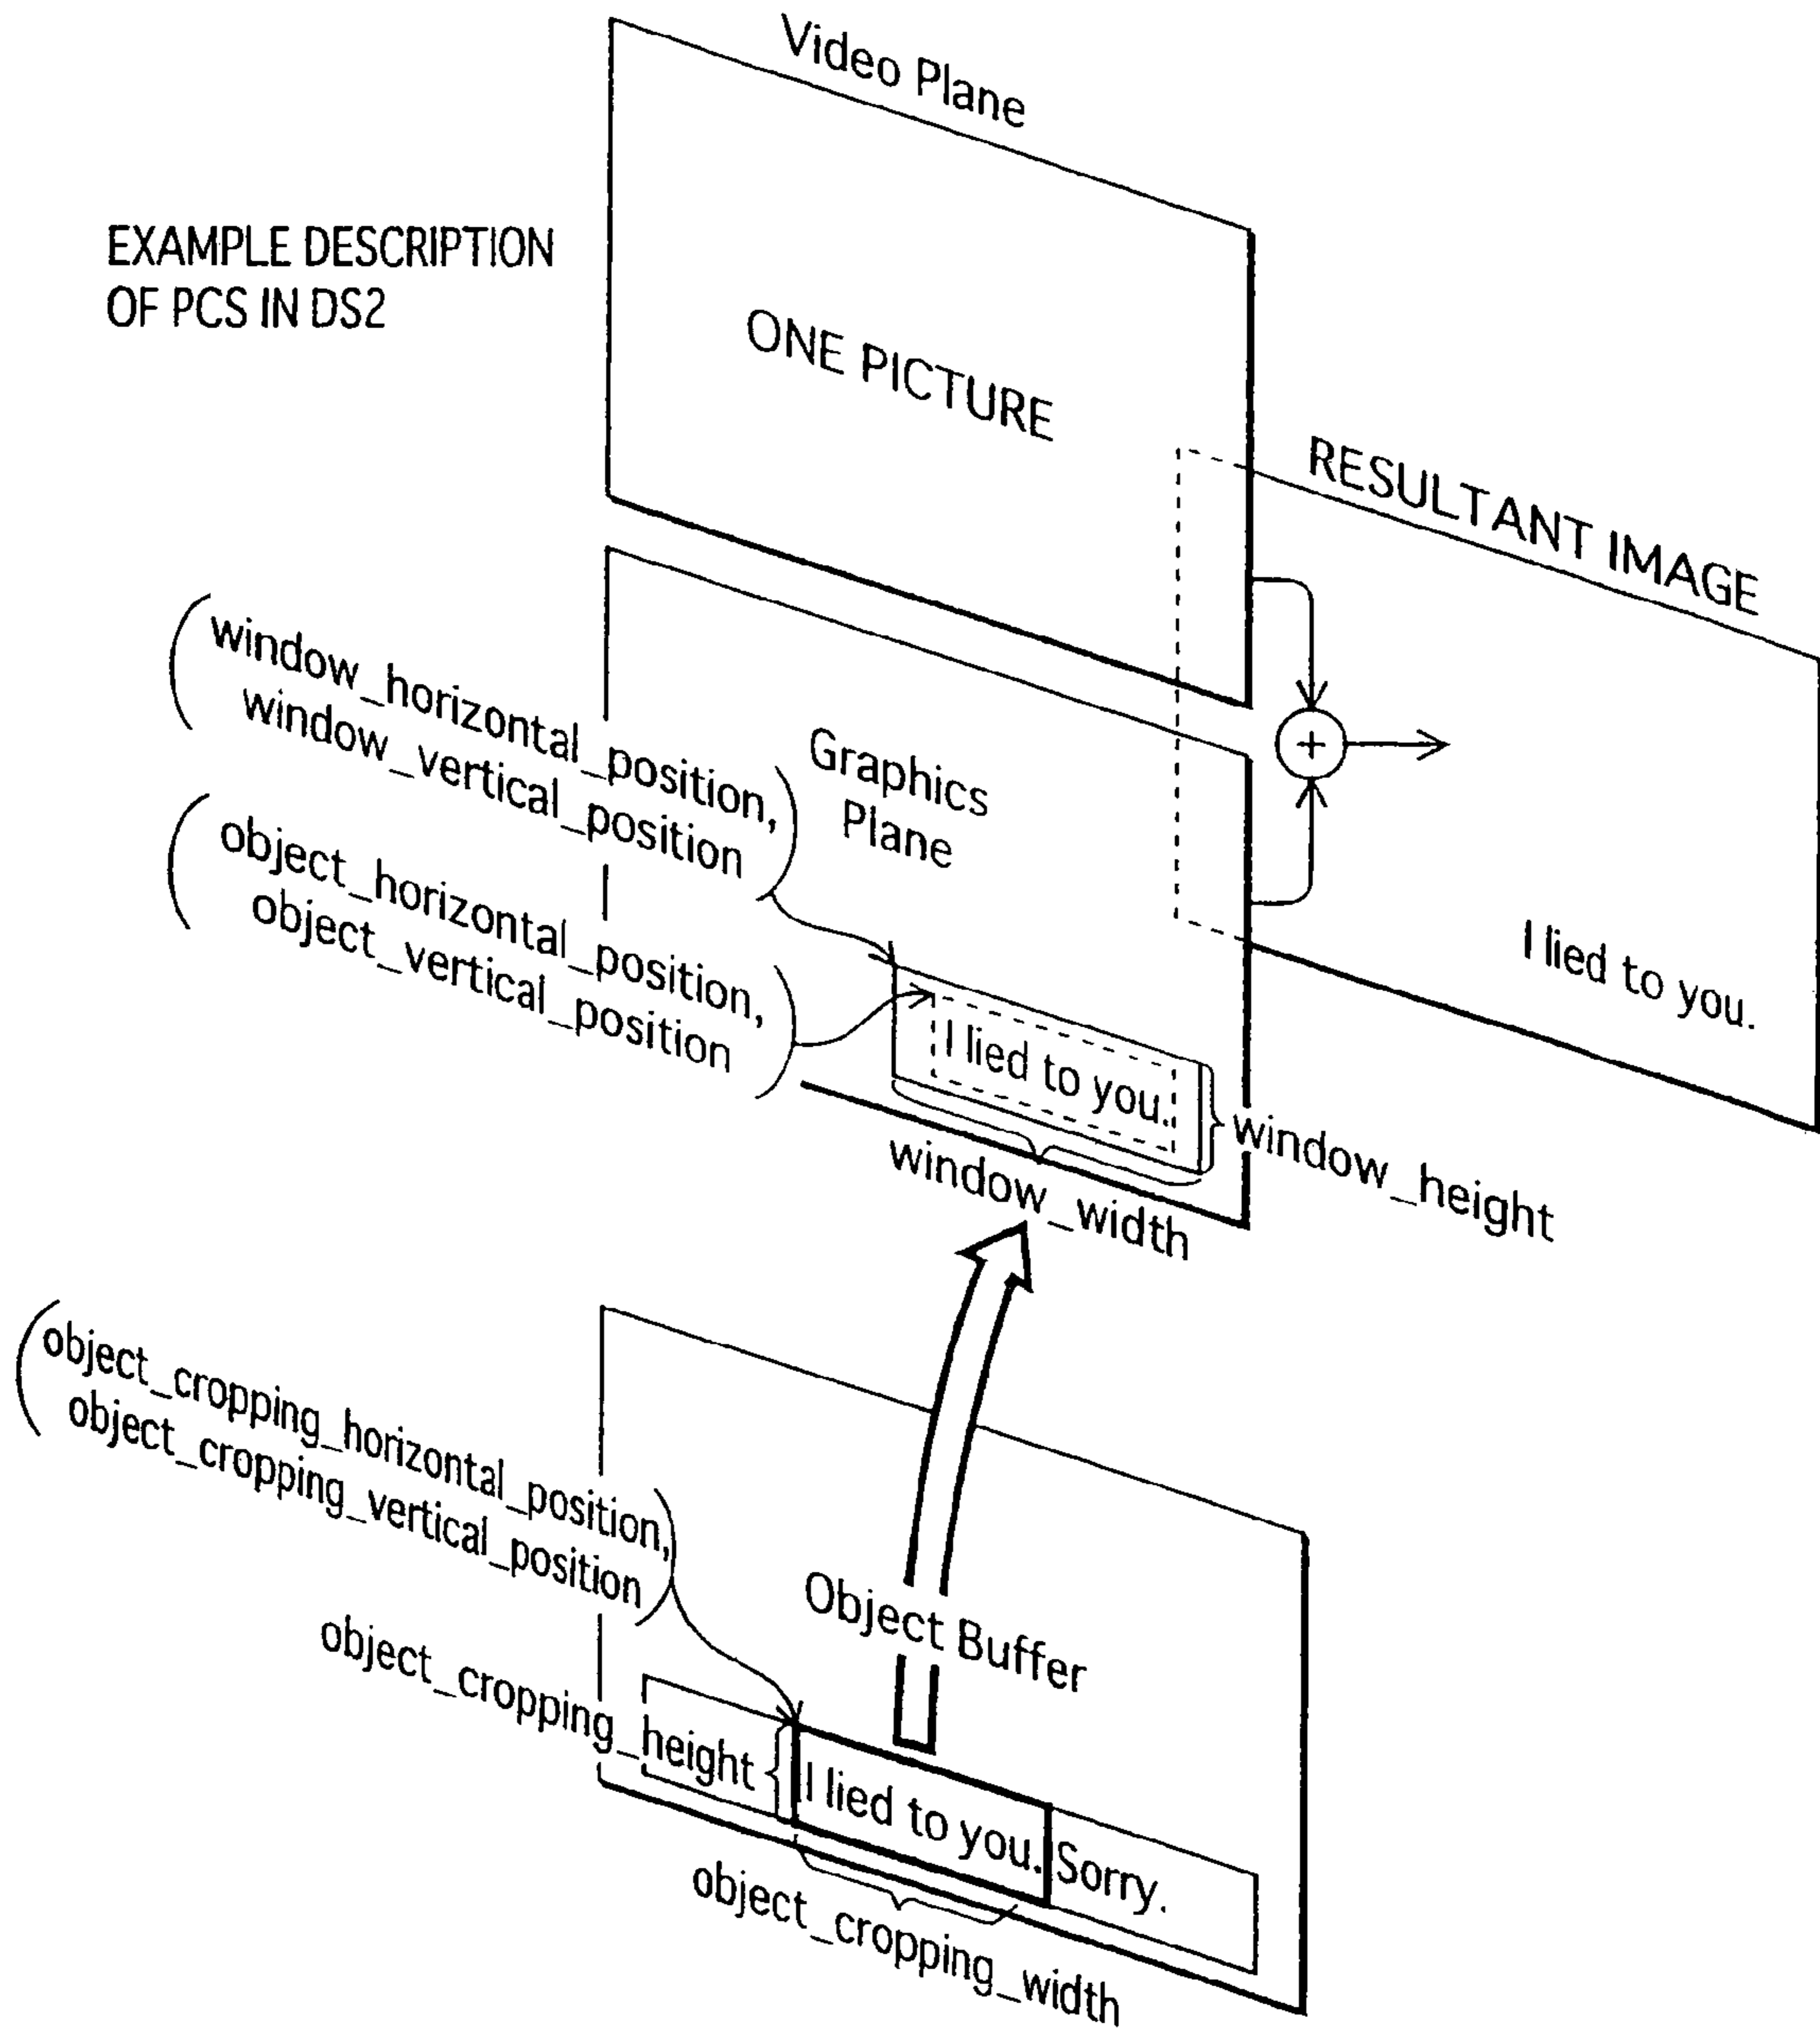 Video Plane
EXAMPLE DESCRIPTION
OF PCS IN DS2
ONE PICTURE
RESULTANT IMAGE
(window_horizontal_position,
window_vertical_position)
Graphics
Plane
(object_horizontal_position,
object_vertical_position)
+
I lied to you.
I lied to you.
window_height
window_width
(object_cropping_horizontal_position,
object_cropping_vertical_position)
Object Buffer
object_cropping_height
I lied to you. Sorry.
object_cropping_width